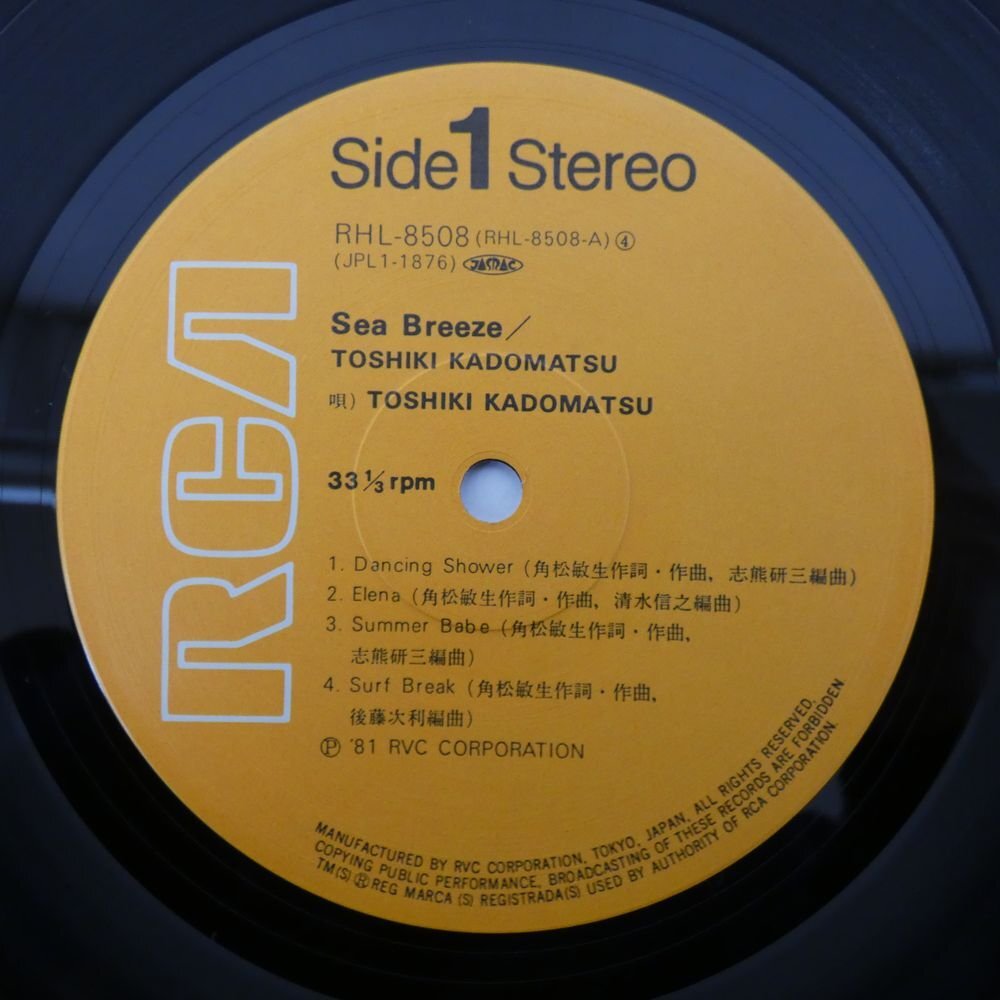 Side 1 Stereo
RHL-8508 (RHL-8508-A) ④
(JPL1-1876) JASRAC
RCA
Sea Breeze／
TOSHIKI KADOMATSU
唄) TOSHIKI KADOMATSU
33 1/3 rpm
1. Dancing Shower (角松敏生作詞・作曲, 志熊研三編曲)
2. Elena (角松敏生作詞・作曲, 清水信之編曲)
3. Summer Babe (角松敏生作詞・作曲,
志熊研三編曲)
4. Surf Break (角松敏生作詞・作曲,
後藤次利編曲)
Ⓟ '81 RVC CORPORATION
MANUFACTURED BY RVC CORPORATION, TOKYO, JAPAN, ALL RIGHTS RESERVED,
COPYING PUBLIC PERFORMANCE, BROADCASTING OF THESE RECORDS ARE FORBIDDEN
TM(S) ® REG MARCA (S) REGISTRADA(S) USED BY AUTHORITY OF RCA CORPORATION.